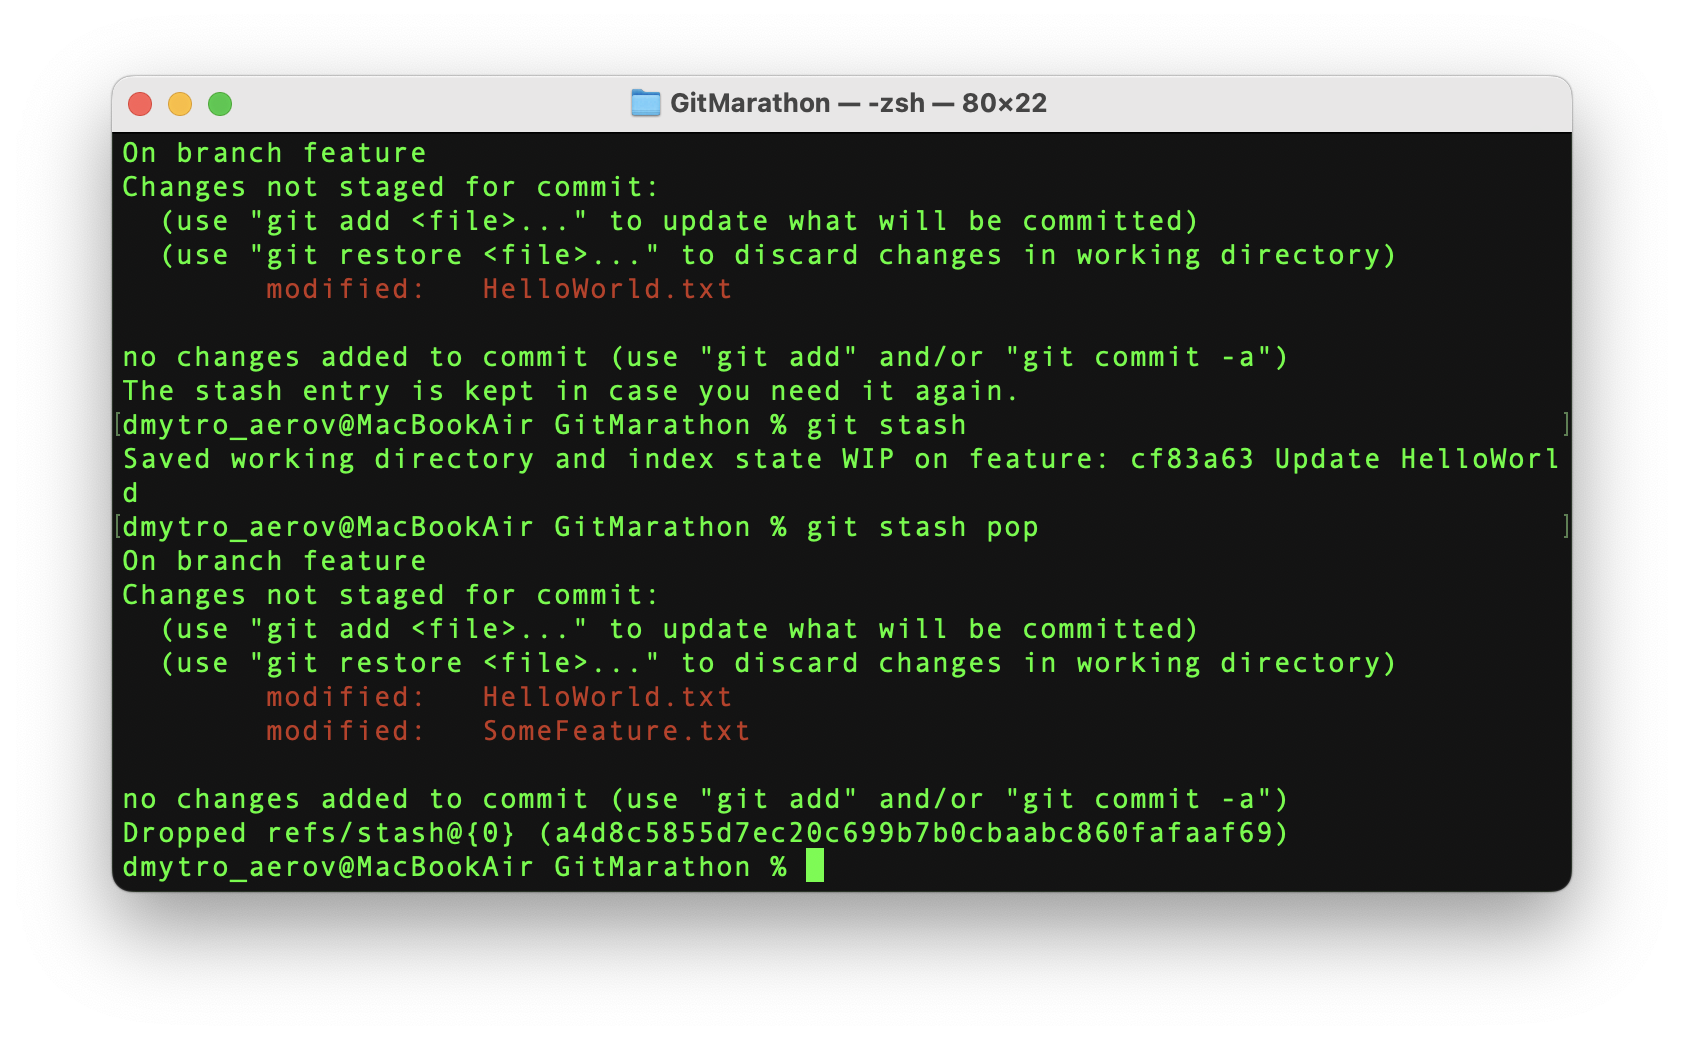 GitMarathon — -zsh — 80×22
On branch feature
Changes not staged for commit:
  (use "git add <file>..." to update what will be committed)
  (use "git restore <file>..." to discard changes in working directory)
        modified:   HelloWorld.txt
no changes added to commit (use "git add" and/or "git commit -a")
The stash entry is kept in case you need it again.
[dmytro_aerov@MacBookAir GitMarathon % git stash ]
Saved working directory and index state WIP on feature: cf83a63 Update HelloWorl
d
[dmytro_aerov@MacBookAir GitMarathon % git stash pop ]
On branch feature
Changes not staged for commit:
  (use "git add <file>..." to update what will be committed)
  (use "git restore <file>..." to discard changes in working directory)
        modified:   HelloWorld.txt
        modified:   SomeFeature.txt
no changes added to commit (use "git add" and/or "git commit -a")
Dropped refs/stash@{0} (a4d8c5855d7ec20c699b7b0cbaabc860fafaaf69)
dmytro_aerov@MacBookAir GitMarathon %